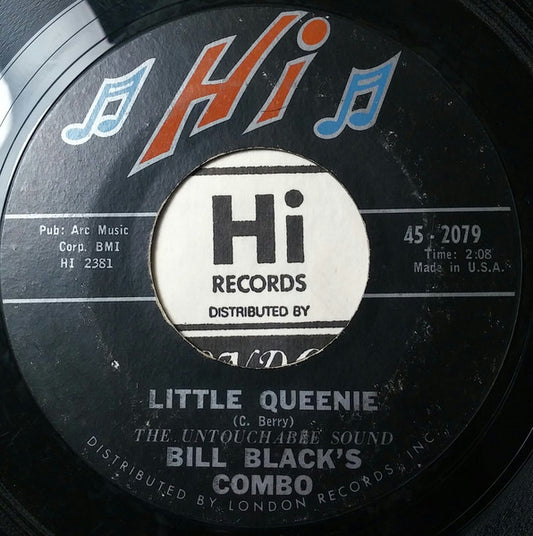 Hi
Pub: Arc Music
Corp. BMI
HI 2381
45-2079
Time: 2:08
Made in U.S.A.
Hi
RECORDS
DISTRIBUTED BY
LITTLE QUEENIE
(C. Berry)
THE UNTOUCHABLE SOUND
BILL BLACK'S
COMBO
DISTRIBUTED BY LONDON RECORDS, INC.